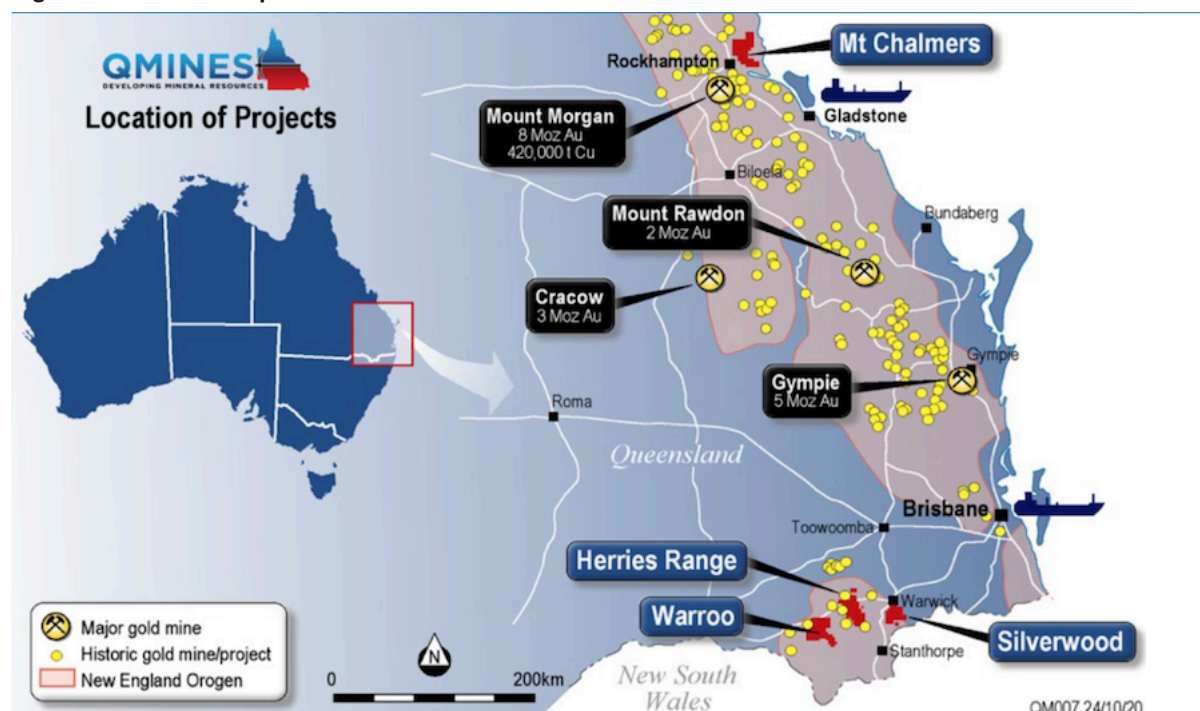 QMINES
DEVELOPING MINERAL RESOURCES
Location of Projects
Mt Chalmers
Rockhampton
Mount Morgan
8 Moz Au
420,000 t Cu
Gladstone
Biloela
Mount Rawdon
2 Moz Au
Bundaberg
Cracow
3 Moz Au
Gympie
Gympie
5 Moz Au
Roma
Queensland
Brisbane
Toowoomba
Herries Range
Warroo
Warwick
Silverwood
Stanthorpe
New South
Wales
Major gold mine
Historic gold mine/project
New England Orogen
N
0
200km
QM007 24/10/20